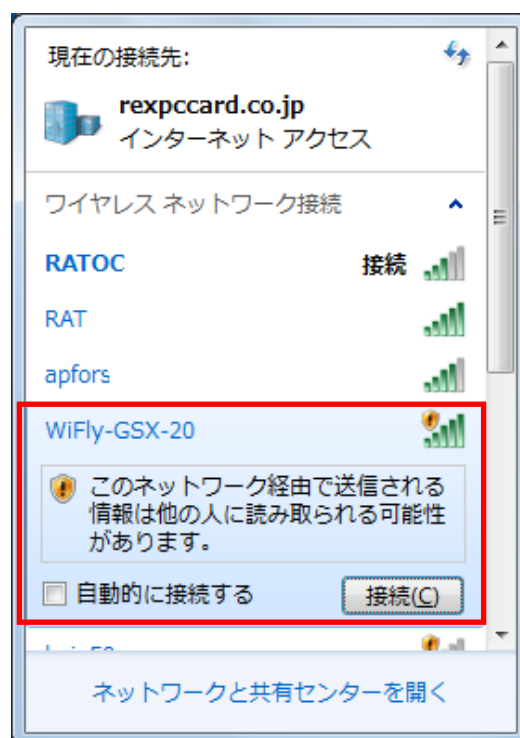 現在の接続先:
rexpccard.co.jp
インターネット アクセス
ワイヤレス ネットワーク接続
RATOC 接続
RAT
apfors
WiFly-GSX-20
このネットワーク経由で送信される
情報は他の人に読み取られる可能性
があります。
自動的に接続する 接続(C)
ネットワークと共有センターを開く